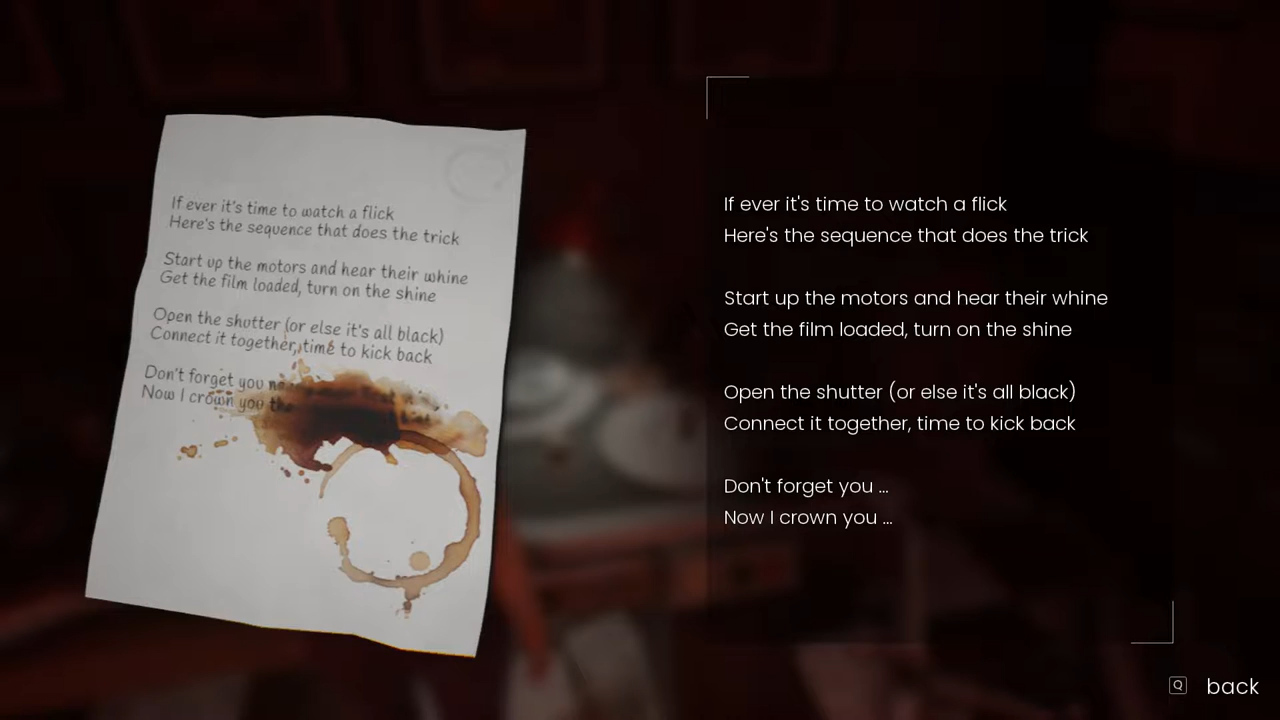 If ever it's time to watch a flick
Here's the sequence that does the trick
Start up the motors and hear their whine
Get the film loaded, turn on the shine
Open the shutter (or else it's all black)
Connect it together, time to kick back
Don't forget you
Now I crown you the
If ever it's time to watch a flick
Here's the sequence that does the trick
Start up the motors and hear their whine
Get the film loaded, turn on the shine
Open the shutter (or else it's all black)
Connect it together, time to kick back
Don't forget you ...
Now I crown you ...
Q back